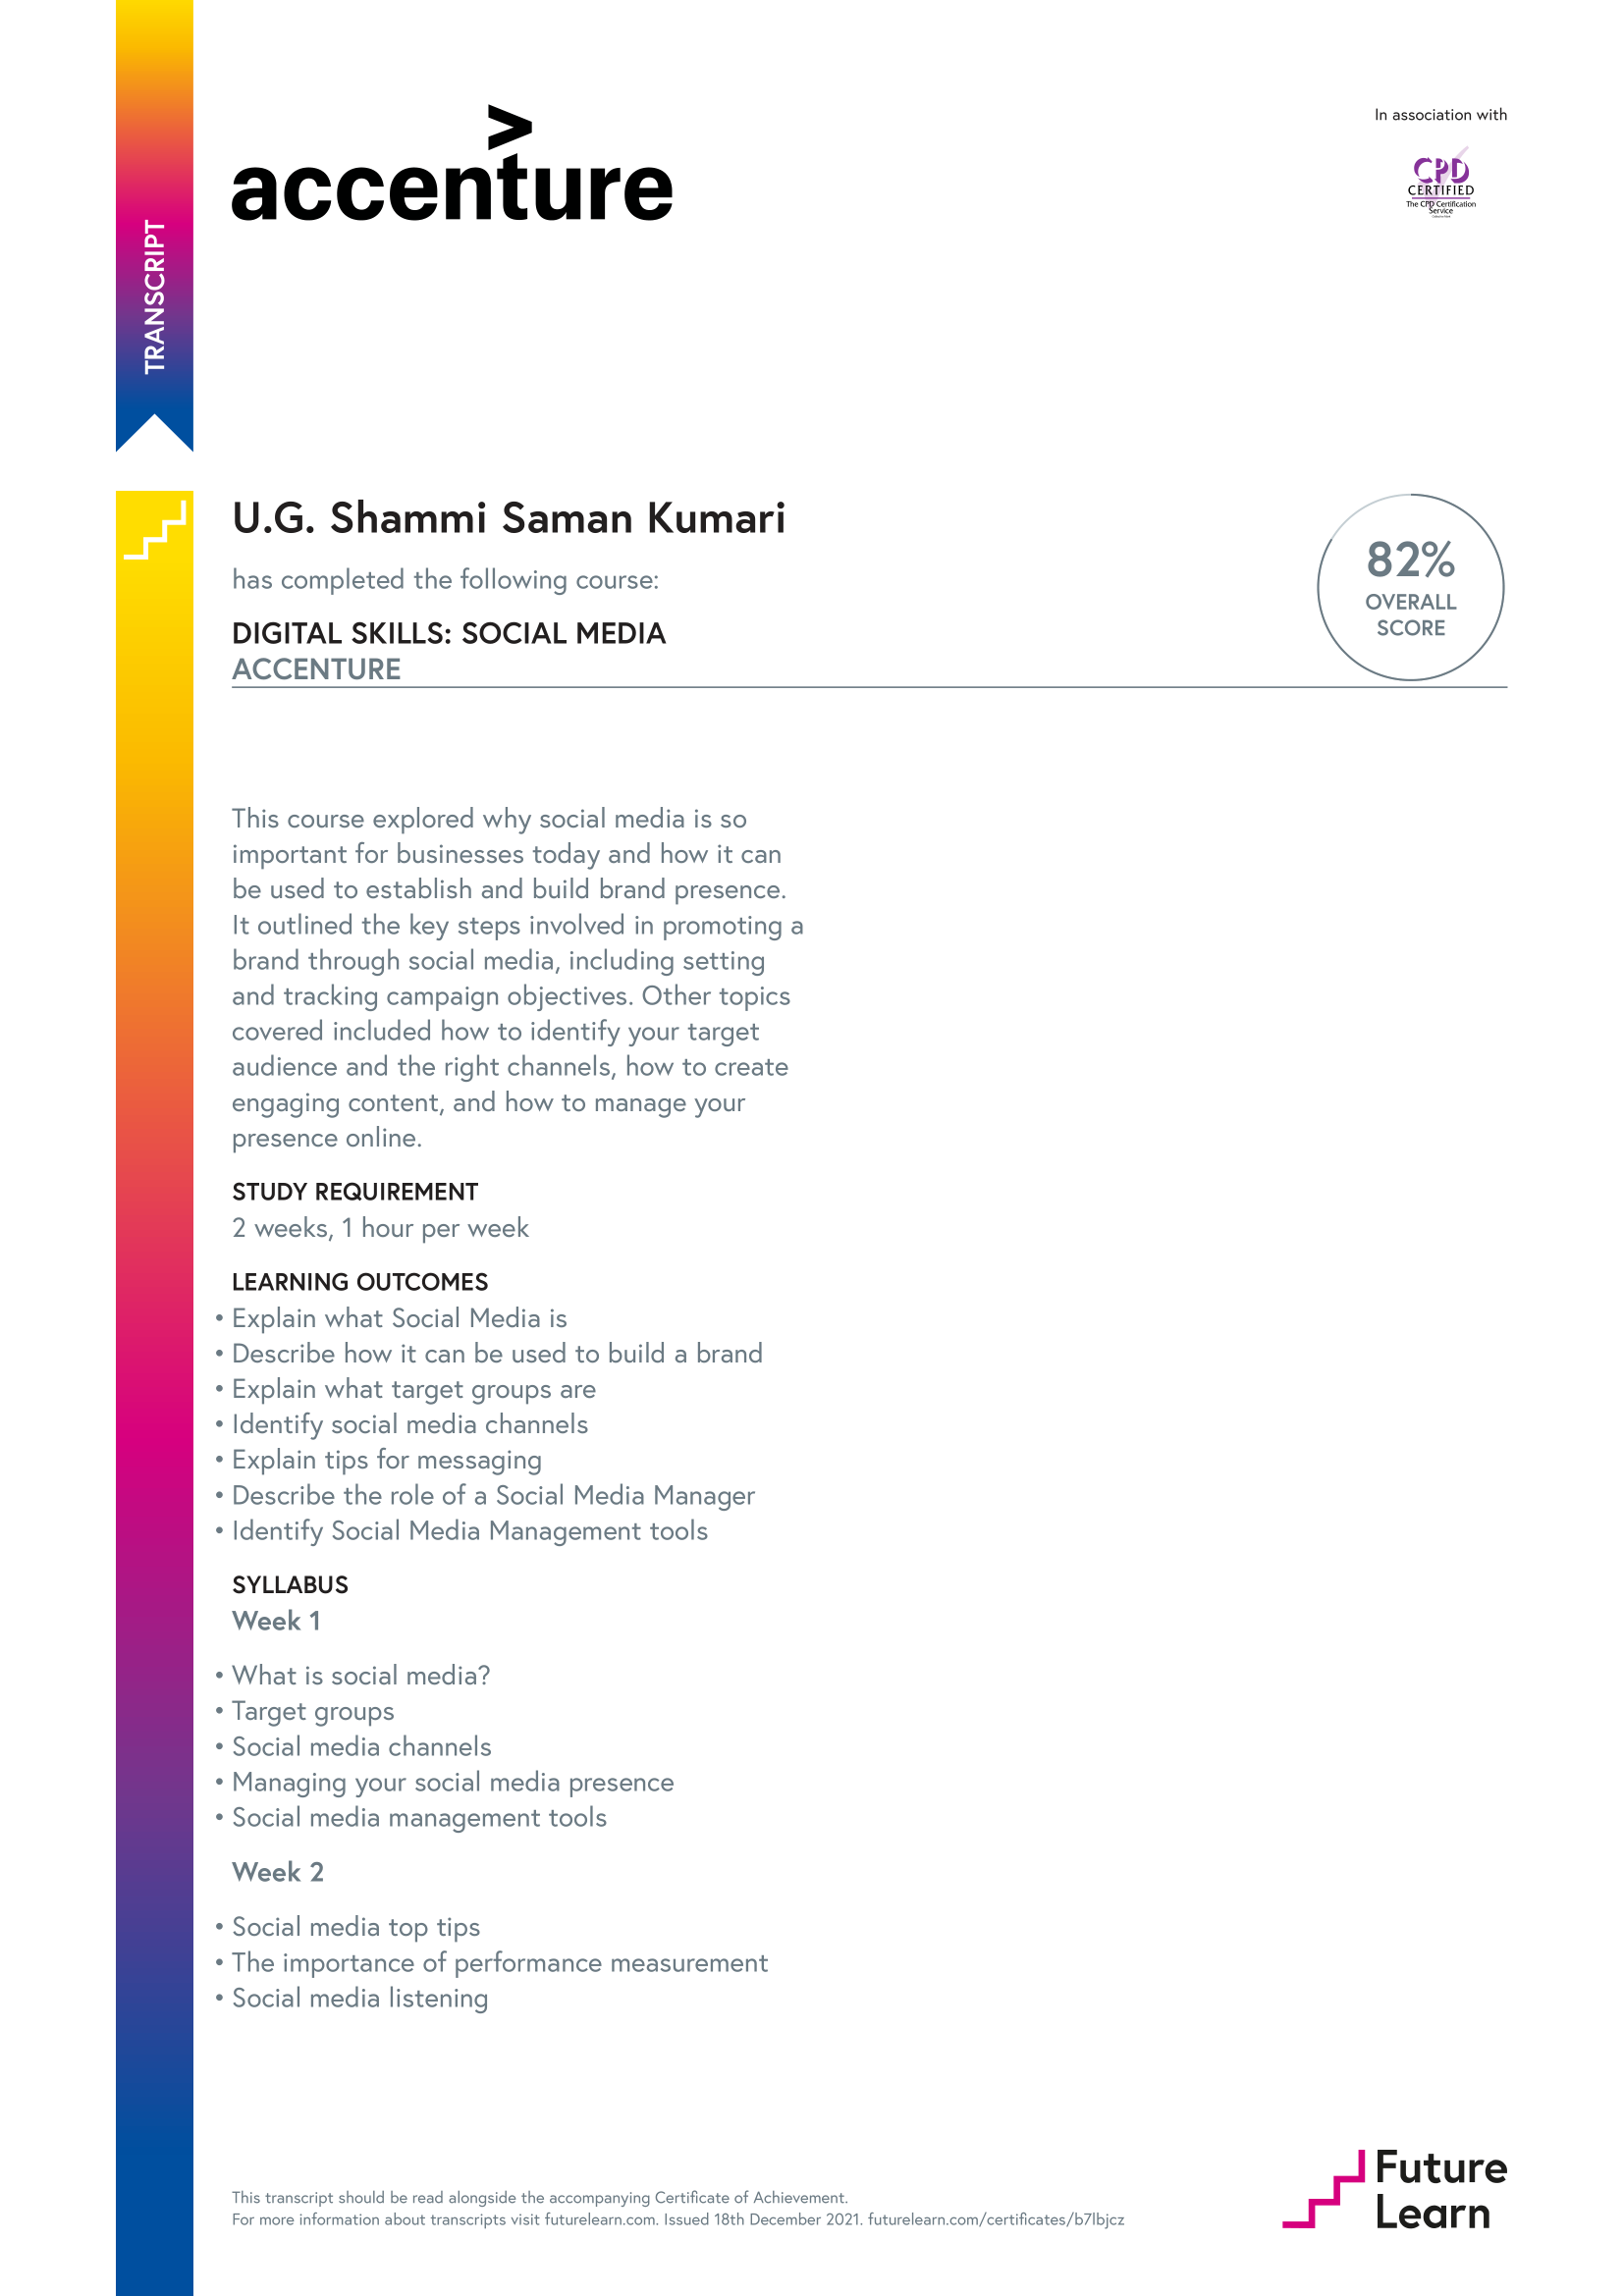 TRANSCRIPT
accenture
In association with
CPD
CERTIFIED
The CPD Certification
Service
U.G. Shammi Saman Kumari
has completed the following course:
DIGITAL SKILLS: SOCIAL MEDIA
ACCENTURE
82%
OVERALL
SCORE
This course explored why social media is so
important for businesses today and how it can
be used to establish and build brand presence.
It outlined the key steps involved in promoting a
brand through social media, including setting
and tracking campaign objectives. Other topics
covered included how to identify your target
audience and the right channels, how to create
engaging content, and how to manage your
presence online.
STUDY REQUIREMENT
2 weeks, 1 hour per week
LEARNING OUTCOMES
• Explain what Social Media is
• Describe how it can be used to build a brand
• Explain what target groups are
• Identify social media channels
• Explain tips for messaging
• Describe the role of a Social Media Manager
• Identify Social Media Management tools
SYLLABUS
Week 1
• What is social media?
• Target groups
• Social media channels
• Managing your social media presence
• Social media management tools
Week 2
• Social media top tips
• The importance of performance measurement
• Social media listening
This transcript should be read alongside the accompanying Certificate of Achievement.
For more information about transcripts visit futurelearn.com. Issued 18th December 2021. futurelearn.com/certificates/b7lbjcz
Future
Learn